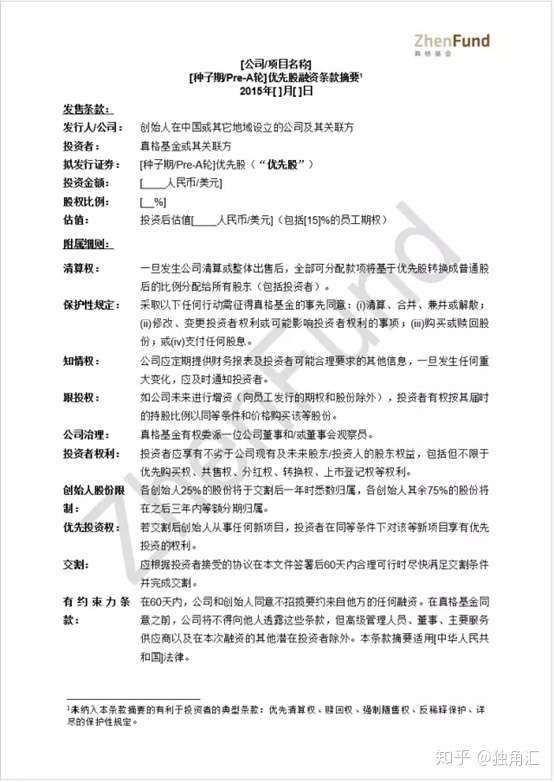 ZhenFund
真格基金
[公司/项目名称]
[种子期/Pre-A轮]优先股融资条款摘要¹
2015年[ ]月[ ]日
发售条款:
发行人/公司: 创始人在中国或其它地域设立的公司及其关联方
投资者: 真格基金或其关联方
拟发行证券: [种子期/Pre-A轮]优先股(“优先股”)
投资金额: [____人民币/美元]
股权比例: [__%]
估值: 投资后估值[____人民币/美元](包括[15]%的员工期权)
附属细则:
清算权: 一旦发生公司清算或整体出售后,全部可分配款项将基于优先股转换成普通股
后的比例分配给所有股东(包括投资者)。
保护性规定: 采取以下任何行动需征得真格基金的事先同意:(i)清算、合并、兼并或解散;
(ii)修改、变更投资者权利或可能影响投资者权利的事项;(iii)购买或赎回股
份;或(iv)支付任何股息。
知情权: 公司应定期提供财务报表及投资者可能合理要求的其他信息,一旦发生任何重
大变化,应及时通知投资者。
跟投权: 如公司未来进行增资(向员工发行的期权和股份除外),投资者有权按其届时
的持股比例以同等条件和价格购买该等股份。
公司治理: 真格基金有权委派一位公司董事和/或董事会观察员。
投资者权利: 投资者应享有不劣于公司现有及未来股东/投资人的股东权益,包括但不限于
优先购买权、共售权、分红权、转换权、上市登记权等权利。
创始人股份限 各创始人25%的股份将于交割后一年时悉数归属,各创始人其余75%的股份将
制: 在之后三年内等额分期归属。
优先投资权: 若交割后创始人从事任何新项目,投资者在同等条件下对该等新项目享有优先
投资的权利。
交割: 应根据投资者接受的协议在本文件签署后60天内合理可行时尽快满足交割条件
并完成交割。
有约束力条 在60天内,公司和创始人同意不招揽要约来自他方的任何融资。在真格基金同
款: 意之前,公司将不得向他人透露这些条款,但高级管理人员、董事、主要服务
供应商以及在本次融资的其他潜在投资者除外。本条款摘要适用[中华人民共
和国]法律。
¹未纳入本条款摘要的有利于投资者的典型条款:优先清算权、赎回权、强制随售权、反稀释保护、详
尽的保护性规定。
ZhenFund
知乎 @独角汇